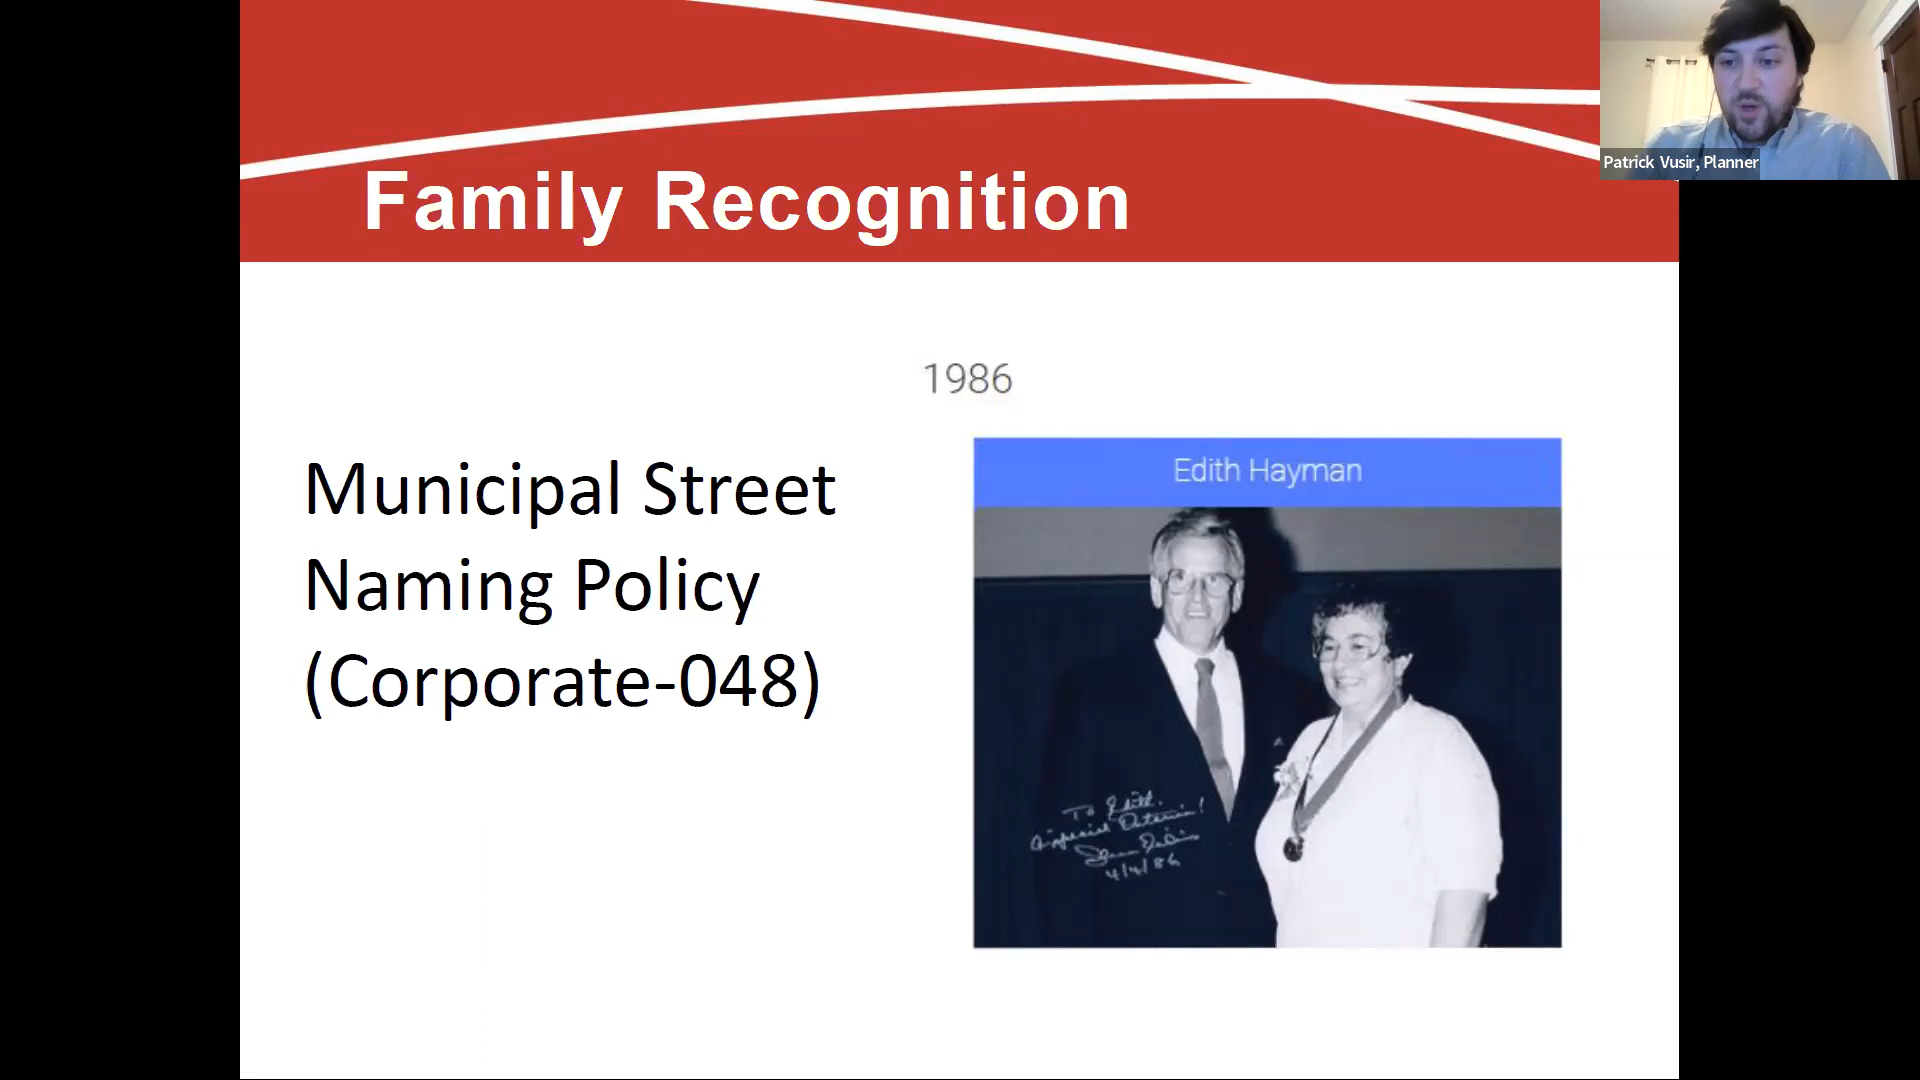 Family Recognition
Patrick Vusir, Planner
1986
Municipal Street
Naming Policy
(Corporate-048)
Edith Hayman
To Edith.
4/4/86